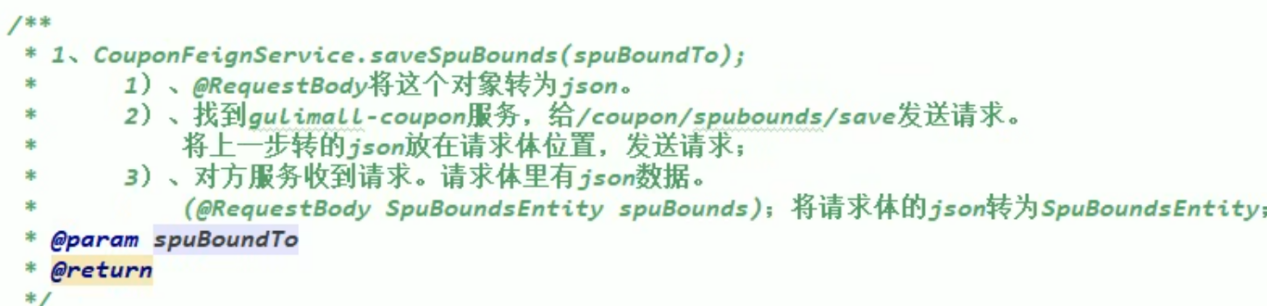 /**
 * 1、CouponFeignService.saveSpuBounds(spuBoundTo);
 *      1）、@RequestBody将这个对象转为json。
 *      2）、找到gulimall-coupon服务，给/coupon/spubounds/save发送请求。
 *          将上一步转的json放在请求体位置，发送请求；
 *      3）、对方服务收到请求。请求体里有json数据。
 *          (@RequestBody SpuBoundsEntity spuBounds)；将请求体的json转为SpuBoundsEntity；
 * @param spuBoundTo
 * @return
 */